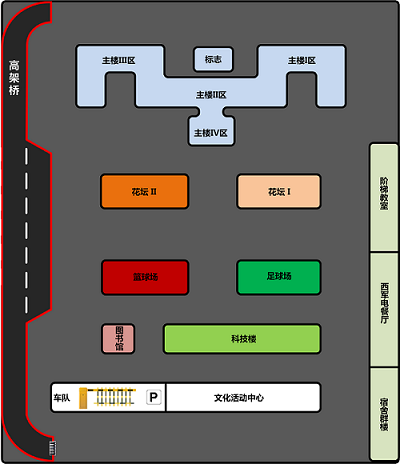 高架桥
主楼III区
标志
主楼I区
主楼II区
主楼IV区
花坛 II
花坛 I
阶梯教室
篮球场
足球场
西军电餐厅
图书馆
科技楼
车队
P
文化活动中心
宿舍群楼